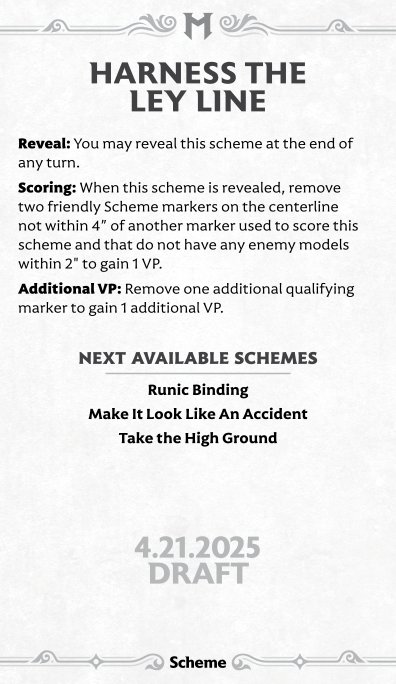 M
HARNESS THE
LEY LINE
Reveal: You may reveal this scheme at the end of
any turn.
Scoring: When this scheme is revealed, remove
two friendly Scheme markers on the centerline
not within 4” of another marker used to score this
scheme and that do not have any enemy models
within 2" to gain 1 VP.
Additional VP: Remove one additional qualifying
marker to gain 1 additional VP.
NEXT AVAILABLE SCHEMES
Runic Binding
Make It Look Like An Accident
Take the High Ground
4.21.2025
DRAFT
Scheme